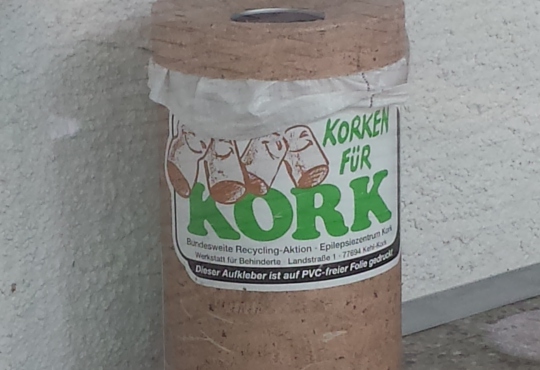 KORKEN
FÜR
KORK
Bundesweite Recycling-Aktion · Epilepsiezentrum Kork
Werkstatt für Behinderte · Landstraße 1 · 77694 Kehl-Kork
Dieser Aufkleber ist auf PVC-freier Folie gedruckt